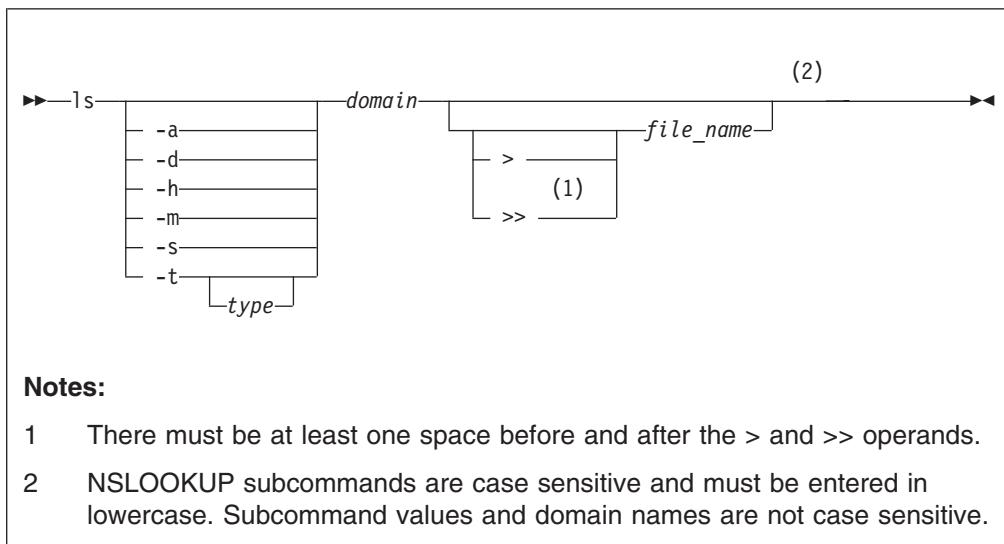 (2)
ls domain
-a file_name
-d >
-h (1)
-m >>
-s
-t
type
Notes:
1 There must be at least one space before and after the > and >> operands.
2 NSLOOKUP subcommands are case sensitive and must be entered in
lowercase. Subcommand values and domain names are not case sensitive.